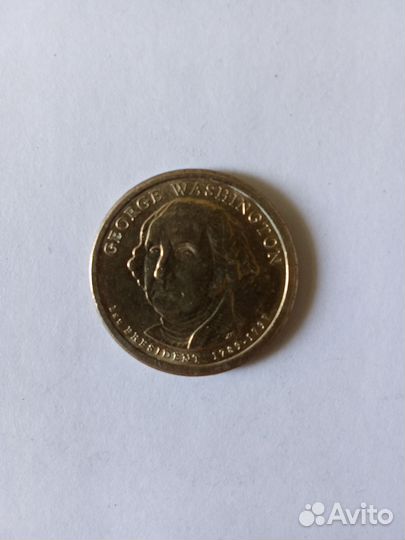 GEORGE WASHINGTON
1st PRESIDENT 1789-1797
Avito